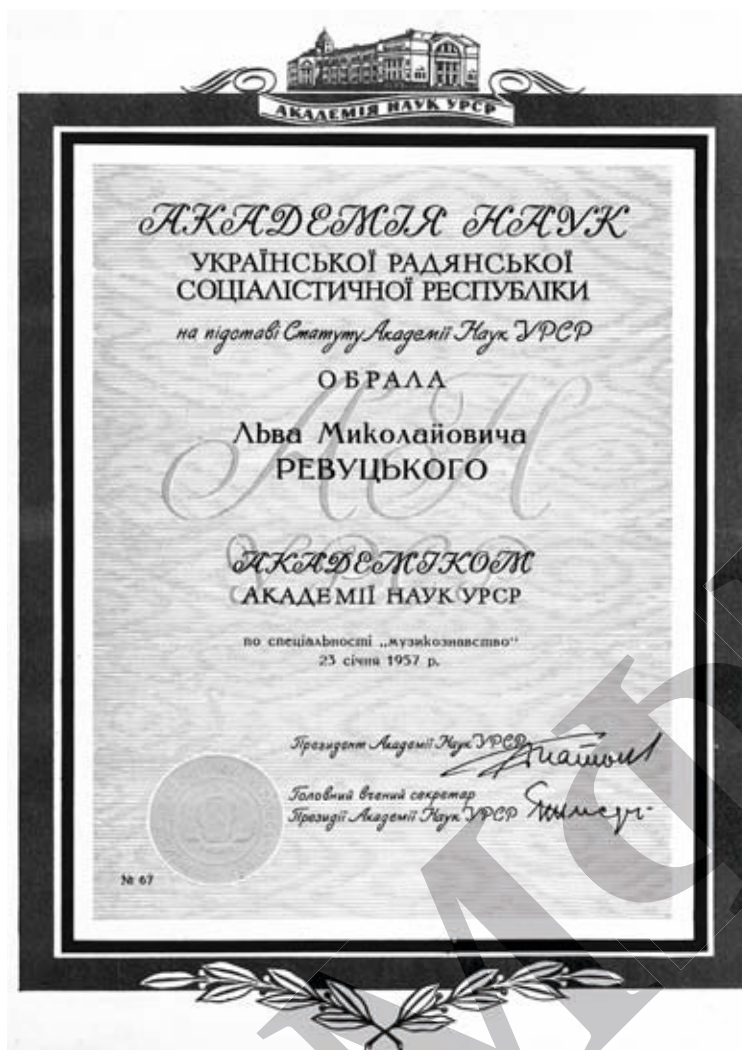 АКАДЕМІЯ НАУК УРСР
АКАДЕМІЯ НАУК
УКРАЇНСЬКОЇ РАДЯНСЬКОЇ
СОЦІАЛІСТИЧНОЇ РЕСПУБЛІКИ
на підставі Статуту Академії Наук УРСР
ОБРАЛА
Льва Миколайовича
РЕВУЦЬКОГО
АКАДЕМІКОМ
АКАДЕМІЇ НАУК УРСР
по спеціальності „музикознавство“
23 січня 1957 р.
Президент Академії Наук УРСР
Головний вчений секретар
Президії Академії Наук УРСР
№ 67
АН
УРСР